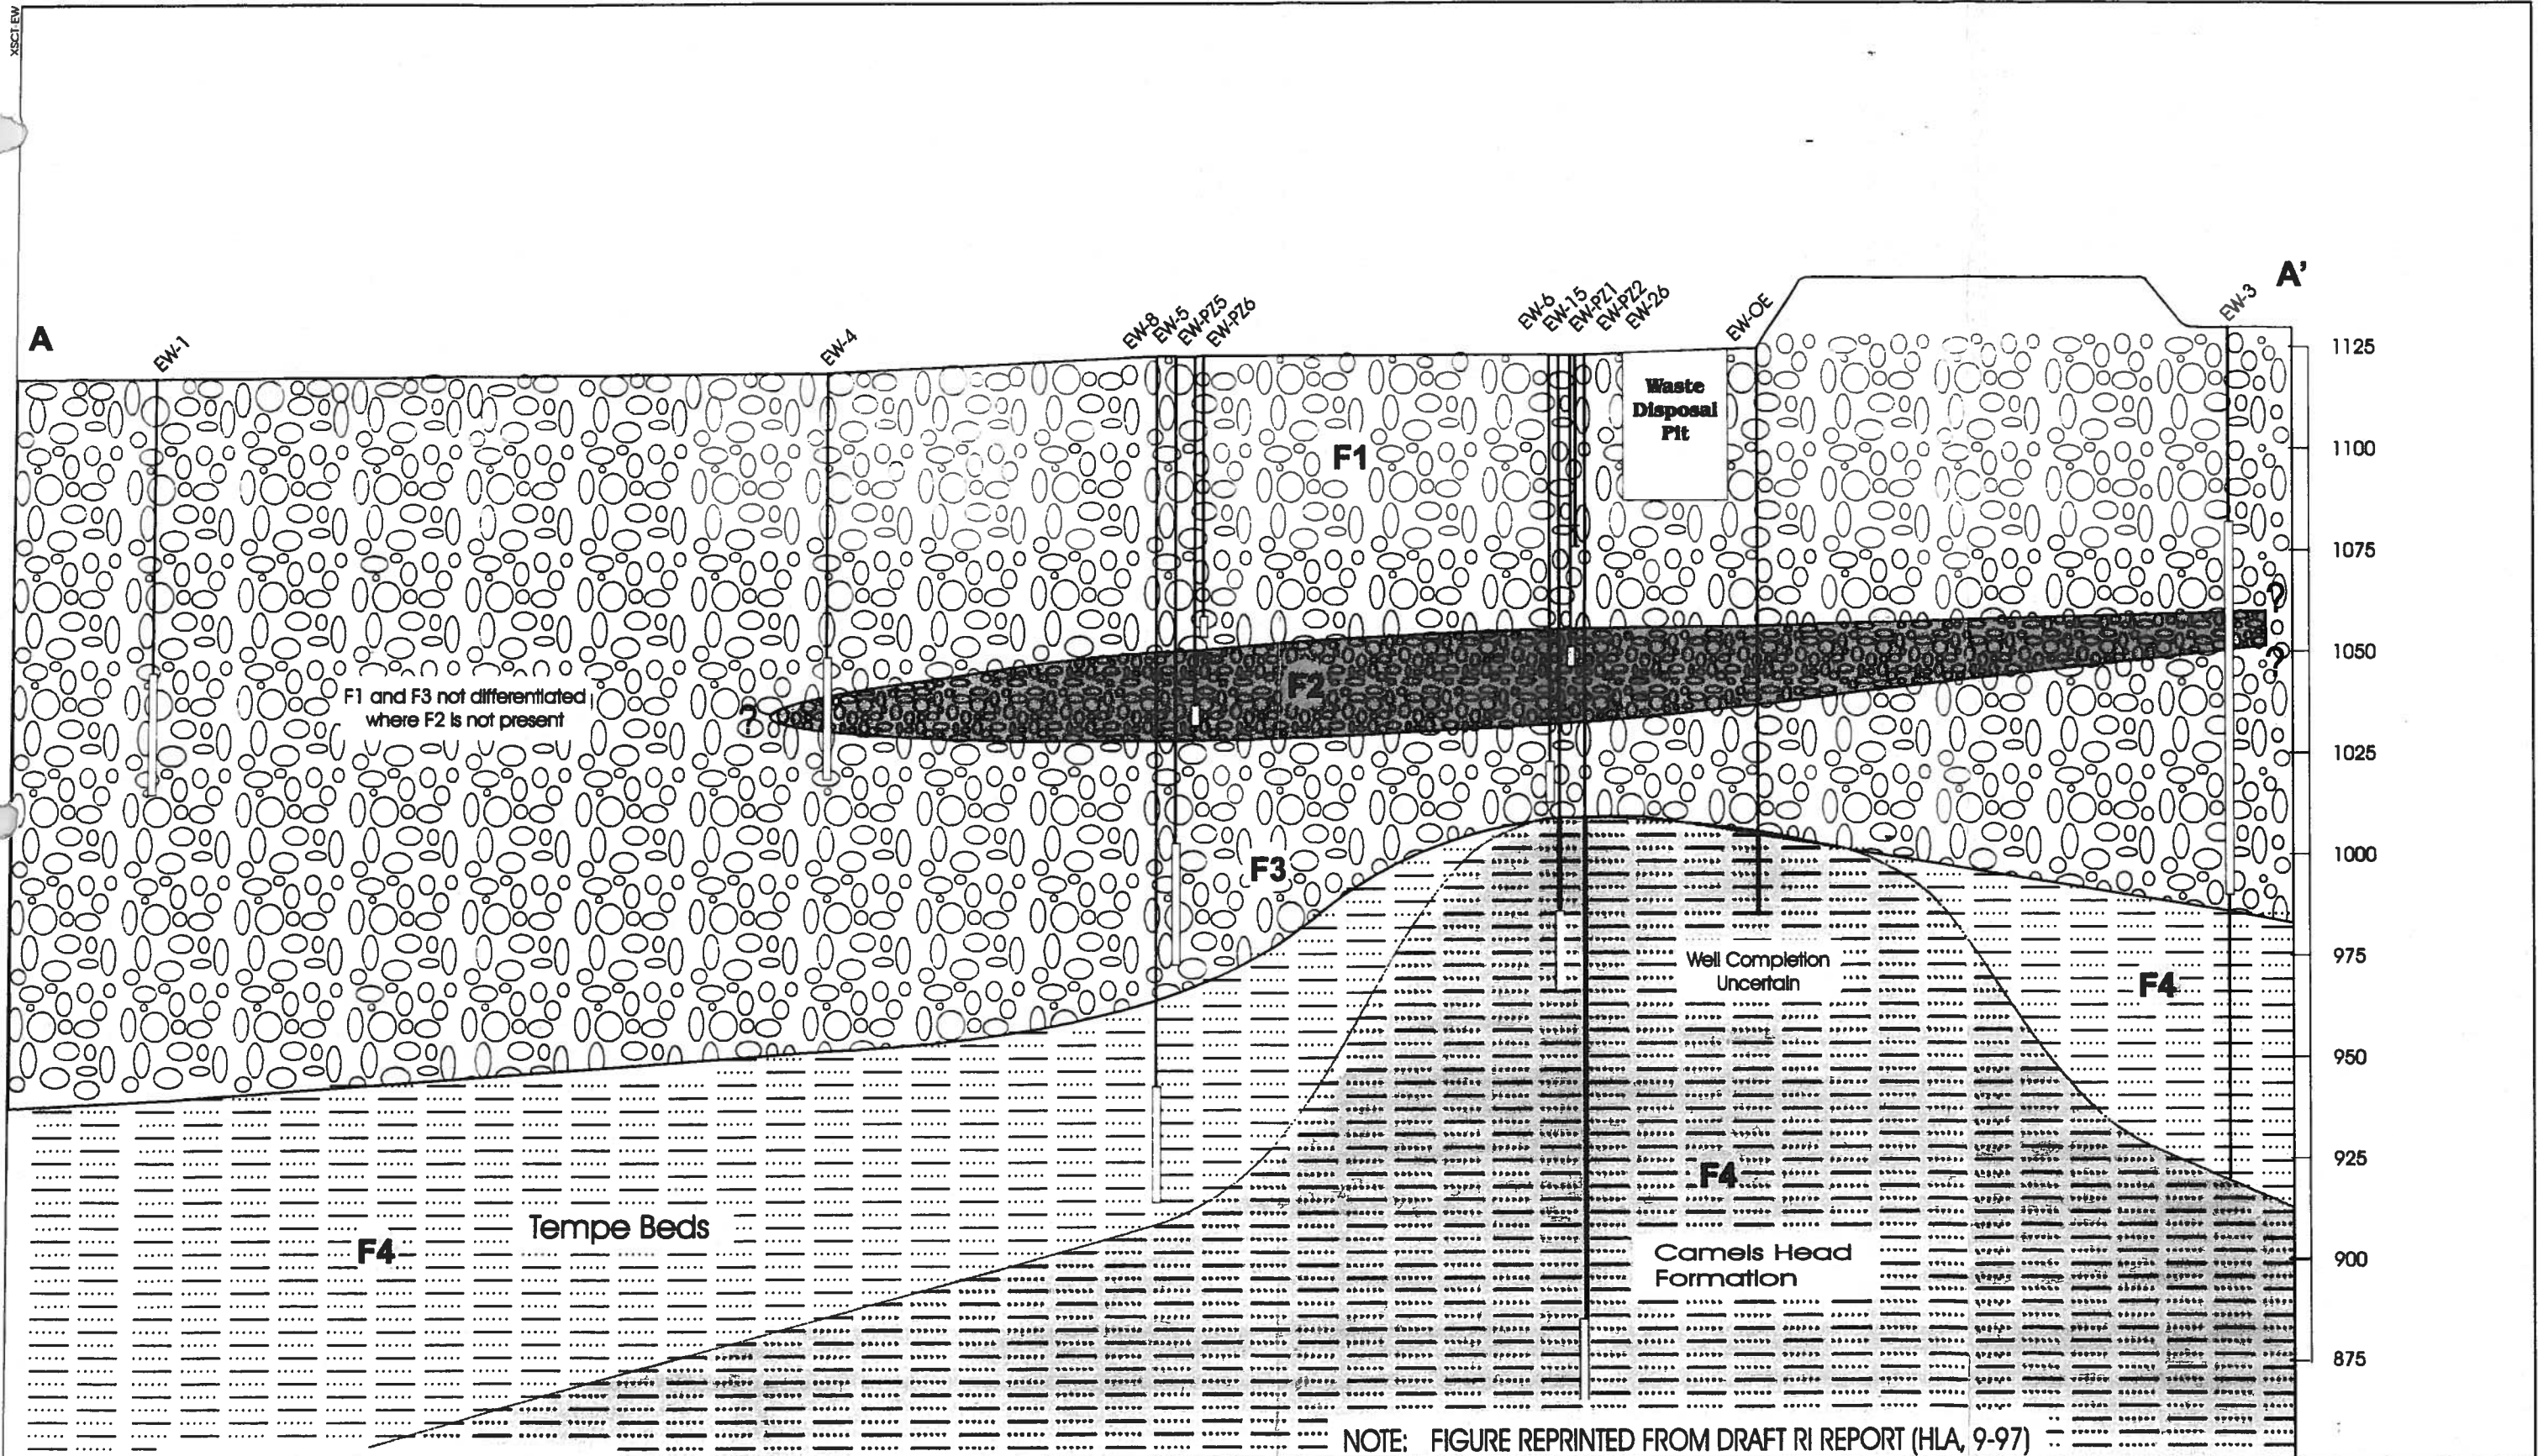 XSCT-EW
A
A’
EW-1
EW-4
EW-8
EW-5
EW-PZ5
EW-PZ6
EW-6
EW-15
EW-PZ1
EW-PZ2
EW-26
EW-OE
EW-3
1125
1100
1075
1050
1025
1000
975
950
925
900
875
Waste
Disposal
Pit
F1
?
?
F2
F1 and F3 not differentiated
where F2 is not present
?
F3
Well Completion
Uncertain
F4
F4
Tempe Beds
F4
Camels Head
Formation
NOTE: FIGURE REPRINTED FROM DRAFT RI REPORT (HLA, 9-97)